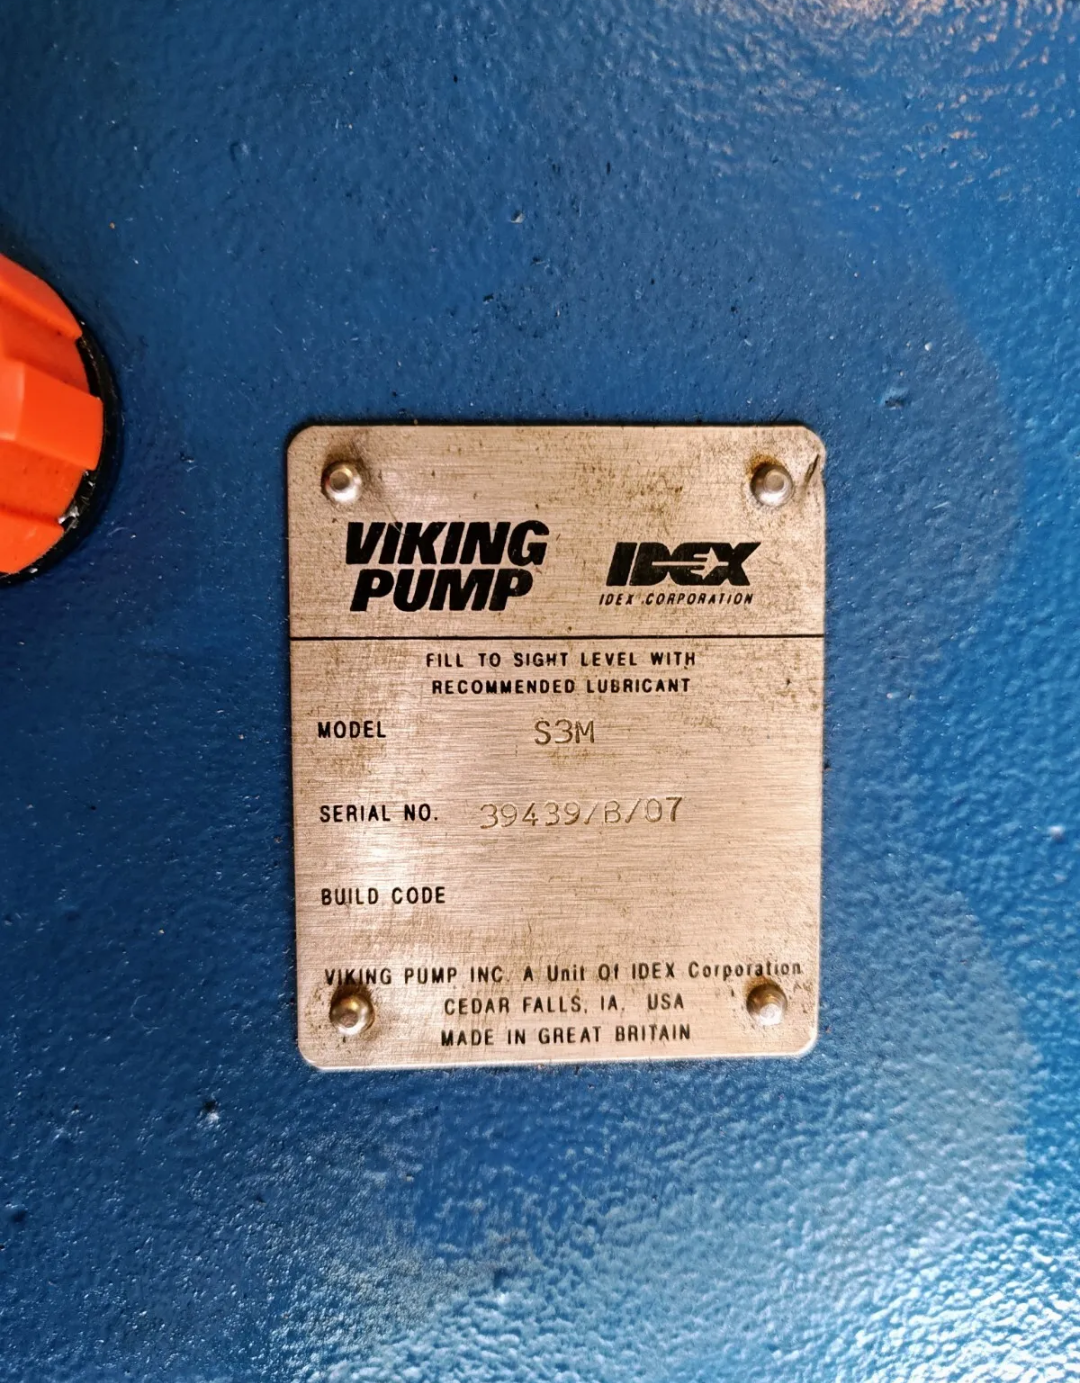 VIKING
PUMP
IDEX
IDEX CORPORATION
FILL TO SIGHT LEVEL WITH
RECOMMENDED LUBRICANT
MODEL S3M
SERIAL NO. 39439/B/07
BUILD CODE
VIKING PUMP INC. A Unit Of IDEX Corporation
CEDAR FALLS, IA, USA
MADE IN GREAT BRITAIN